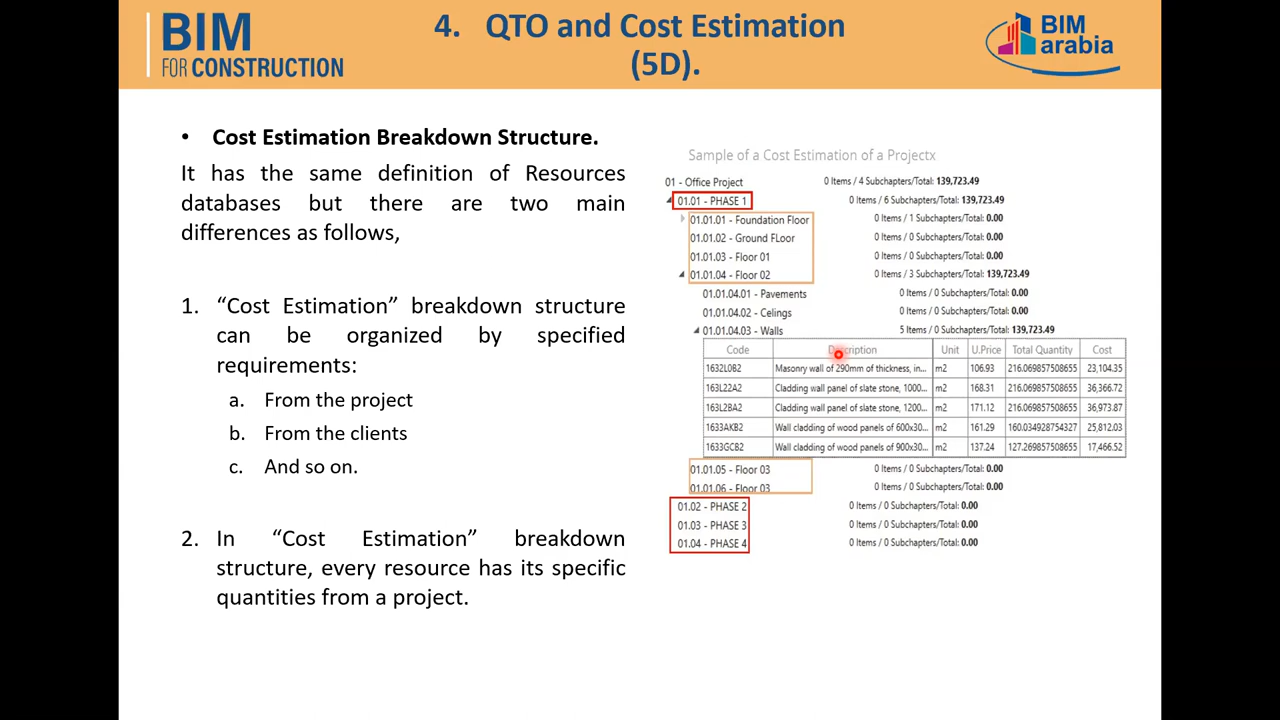 BIM
FOR CONSTRUCTION
4. QTO and Cost Estimation
(5D).
BIM
arabia
• Cost Estimation Breakdown Structure.
It has the same definition of Resources
databases but there are two main
differences as follows,
1. “Cost Estimation” breakdown structure
can be organized by specified
requirements:
a. From the project
b. From the clients
c. And so on.
2. In “Cost Estimation” breakdown
structure, every resource has its specific
quantities from a project.
Sample of a Cost Estimation of a Projectx
01 - Office Project 0 Items / 4 Subchapters/Total: 139,723.49
01.01 - PHASE 1 0 Items / 6 Subchapters/Total: 139,723.49
01.01.01 - Foundation Floor 0 Items / 1 Subchapters/Total: 0.00
01.01.02 - Ground FLoor 0 Items / 0 Subchapters/Total: 0.00
01.01.03 - Floor 01 0 Items / 0 Subchapters/Total: 0.00
01.01.04 - Floor 02 0 Items / 3 Subchapters/Total: 139,723.49
01.01.04.01 - Pavements 0 Items / 0 Subchapters/Total: 0.00
01.01.04.02 - Celings 0 Items / 0 Subchapters/Total: 0.00
01.01.04.03 - Walls 5 Items / 0 Subchapters/Total: 139,723.49
Code Description Unit U.Price Total Quantity Cost
1632L0B2 Masonry wall of 290mm of thickness, in... m2 106.93 216.069857508655 23,104.35
163L22A2 Cladding wall panel of slate stone, 1000... m2 168.31 216.069857508655 36,366.72
163L2BA2 Cladding wall panel of slate stone, 1200... m2 171.12 216.069857508655 36,973.87
1633AKB2 Wall cladding of wood panels of 600x30... m2 161.29 160.034928754327 25,812.03
1633GCB2 Wall cladding of wood panels of 900x30... m2 137.24 127.269857508655 17,466.52
01.01.05 - Floor 03 0 Items / 0 Subchapters/Total: 0.00
01.01.06 - Floor 03 0 Items / 0 Subchapters/Total: 0.00
01.02 - PHASE 2 0 Items / 0 Subchapters/Total: 0.00
01.03 - PHASE 3 0 Items / 0 Subchapters/Total: 0.00
01.04 - PHASE 4 0 Items / 0 Subchapters/Total: 0.00